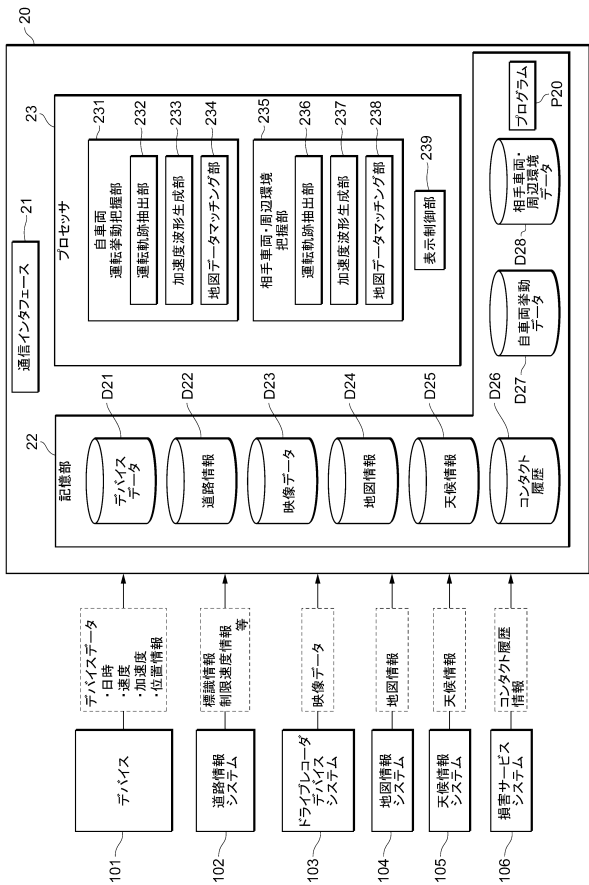 20
通信インタフェース
21
23
プロセッサ
231
自車両
運転挙動把握部
232
運転軌跡抽出部
233
加速度波形生成部
234
地図データマッチング部
235
相手車両・周辺環境
把握部
236
運転軌跡抽出部
237
加速度波形生成部
238
地図データマッチング部
239
表示制御部
22
記憶部
D21
デバイス
データ
D22
道路情報
D23
映像データ
D24
地図情報
D25
天候情報
D26
コンタクト
履歴
D27
自車両挙動
データ
D28
相手車両・
周辺環境
データ
プログラム
P20
デバイスデータ
・日時
・速度
・加速度
・位置情報
標識情報
制限速度情報
等
映像データ
地図情報
天候情報
コンタクト履歴
情報
デバイス
101
道路情報
システム
102
ドライブレコーダ
デバイス
システム
103
地図情報
システム
104
天候情報
システム
105
損害サービス
システム
106